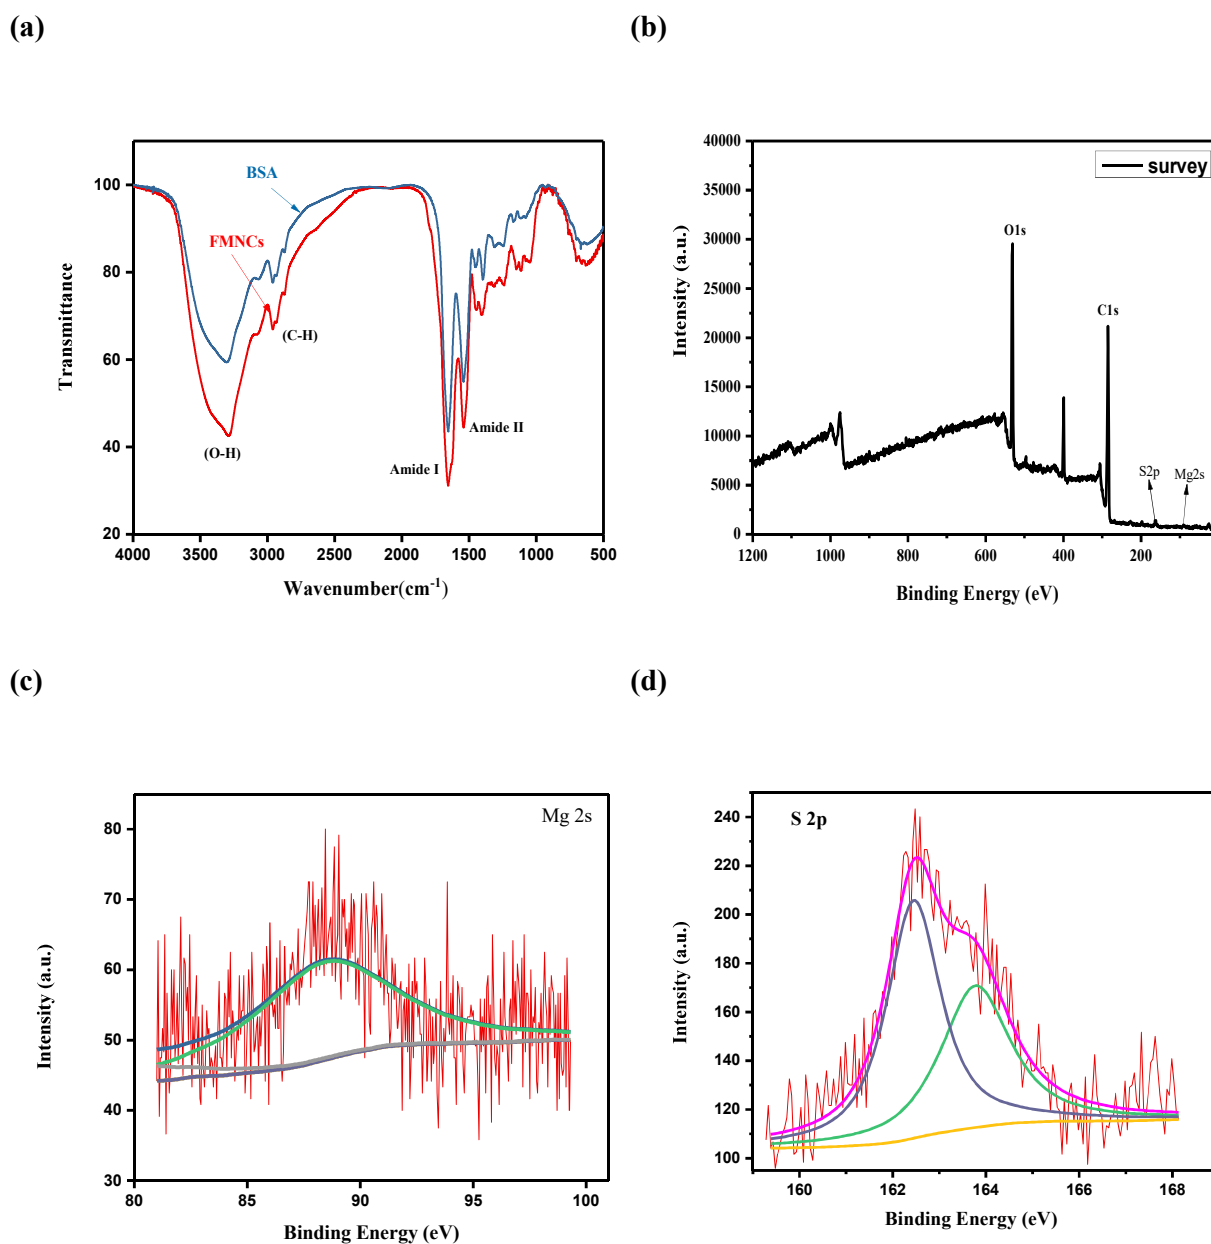 (a)
(b)
100
80
60
40
20
4000 3500 3000 2500 2000 1500 1000 500
Transmittance
Wavenumber(cm⁻¹)
BSA
FMNCs
(C-H)
(O-H)
Amide II
Amide I
40000
35000
30000
25000
20000
15000
10000
5000
0
1200 1000 800 600 400 200
Intensity (a.u.)
Binding Energy (eV)
survey
O1s
C1s
S2p
Mg2s
(c)
(d)
80
70
60
50
40
30
80 85 90 95 100
Intensity (a.u.)
Binding Energy (eV)
Mg 2s
240
220
200
180
160
140
120
100
160 162 164 166 168
Intensity (a.u.)
Binding Energy (eV)
S 2p